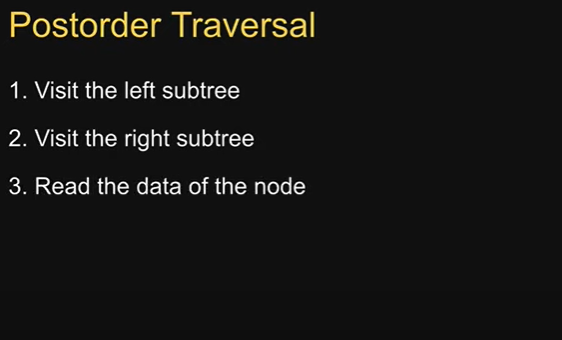 Postorder Traversal
1. Visit the left subtree
2. Visit the right subtree
3. Read the data of the node